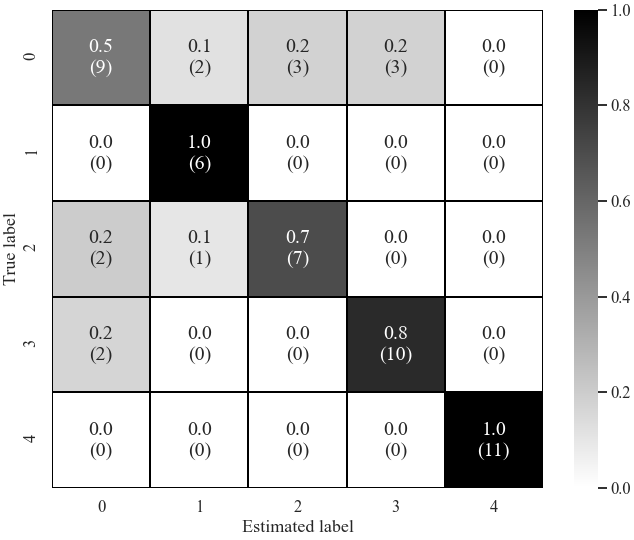 0.5 0.1 0.2 0.2 0.0 1.0
(9) (2) (3) (3) (0)
0
0.8
0.0 1.0 0.0 0.0 0.0
(0) (6) (0) (0) (0)
1
0.6
0.2 0.1 0.7 0.0 0.0
(2) (1) (7) (0) (0)
2
True label
0.4
0.2 0.0 0.0 0.8 0.0
(2) (0) (0) (10) (0)
3
0.2
0.0 0.0 0.0 0.0 1.0
(0) (0) (0) (0) (11)
4
0.0
0 1 2 3 4
Estimated label